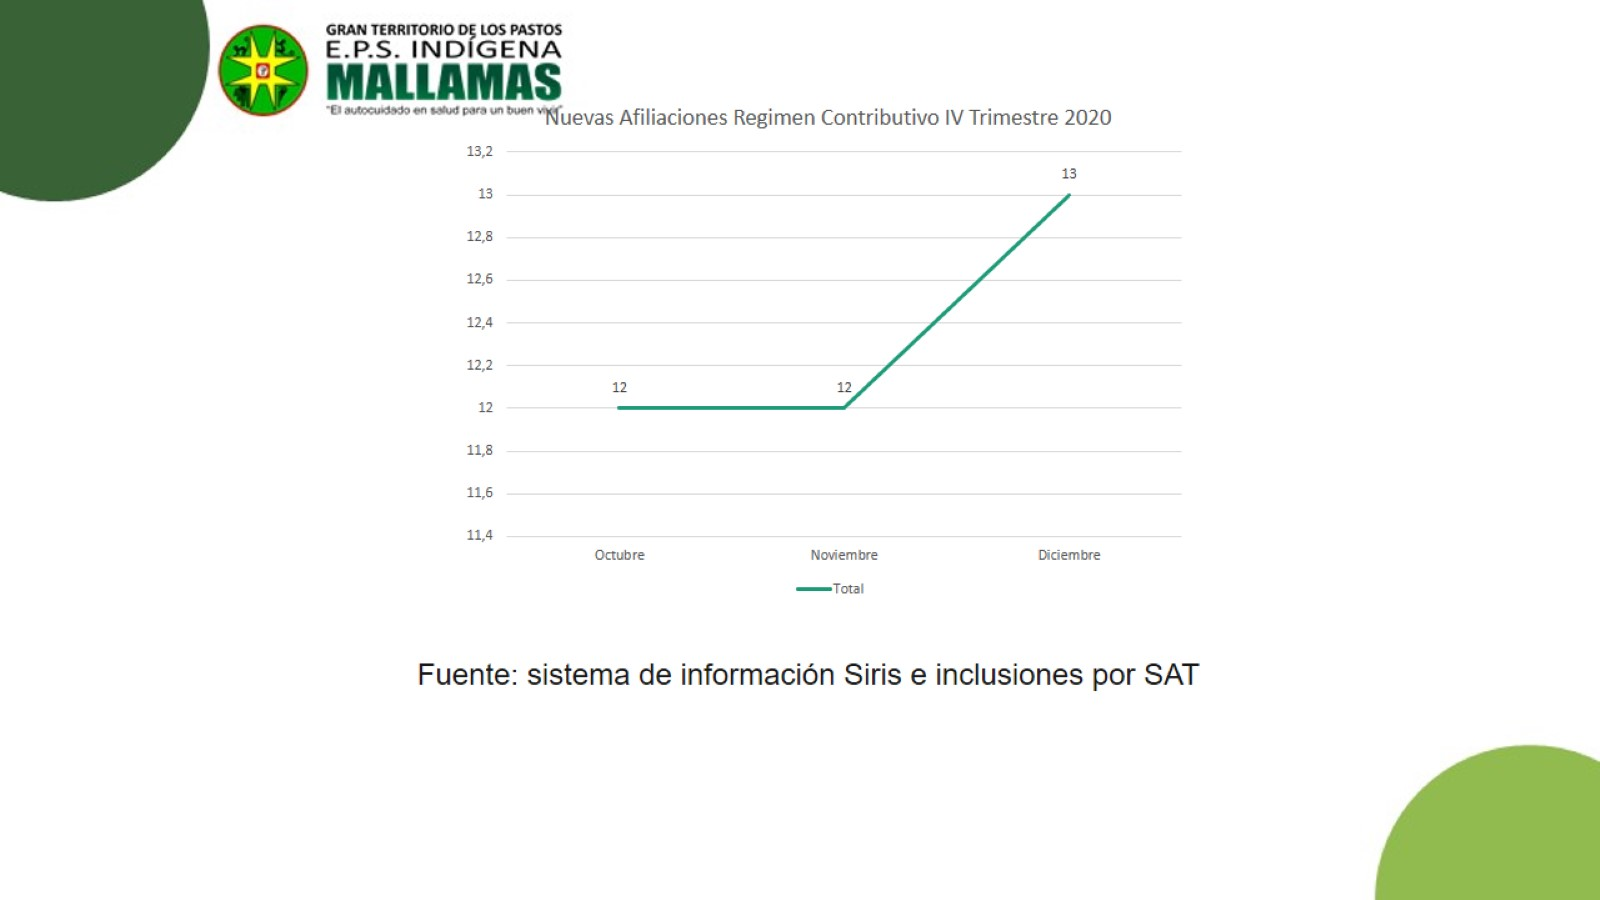 GRAN TERRITORIO DE LOS PASTOS
E.P.S. INDÍGENA
MALLAMAS
"El autocuidado en salud para un buen vivir"
Nuevas Afiliaciones Regimen Contributivo IV Trimestre 2020
13,2
13
12,8
12,6
12,4
12,2
12
11,8
11,6
11,4
12
12
13
Octubre
Noviembre
Diciembre
Total
Fuente: sistema de información Siris e inclusiones por SAT